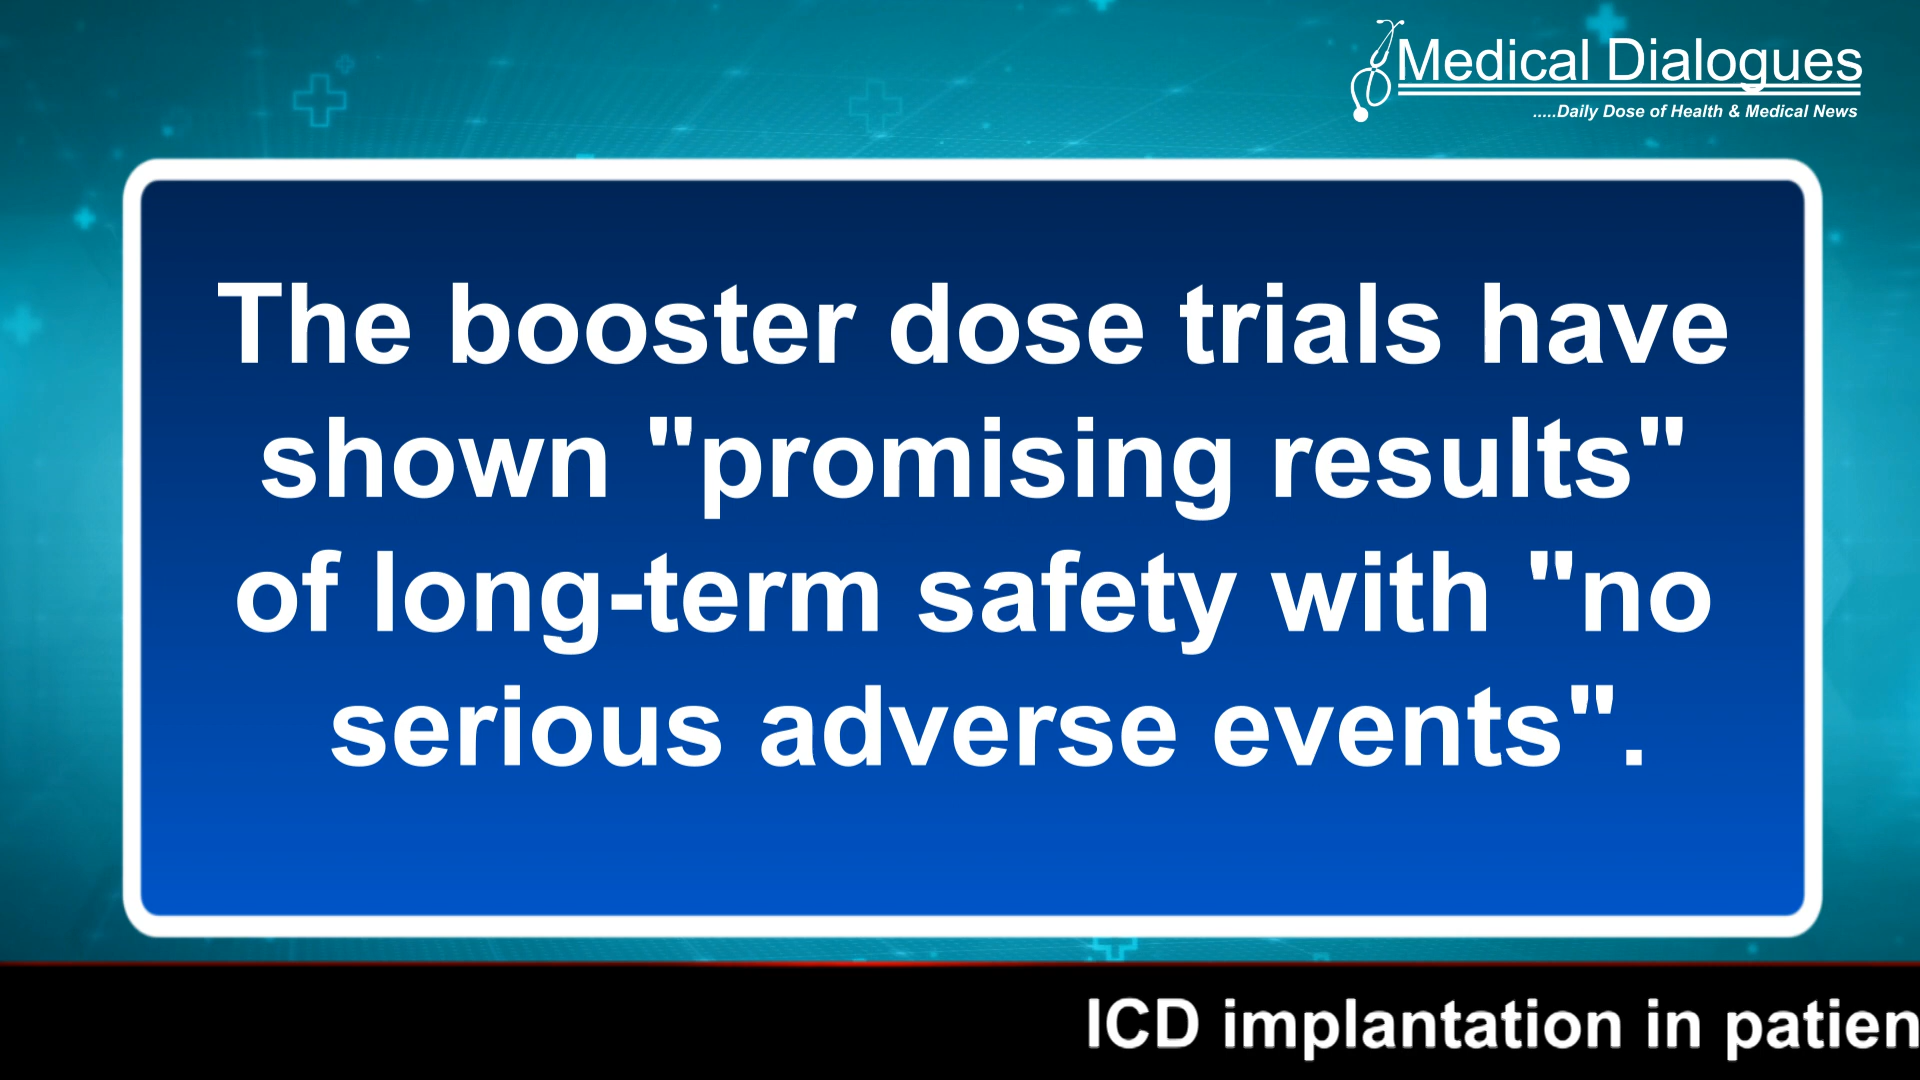 Medical Dialogues
.....Daily Dose of Health & Medical News
The booster dose trials have
shown "promising results"
of long-term safety with "no
serious adverse events".
ICD implantation in patien